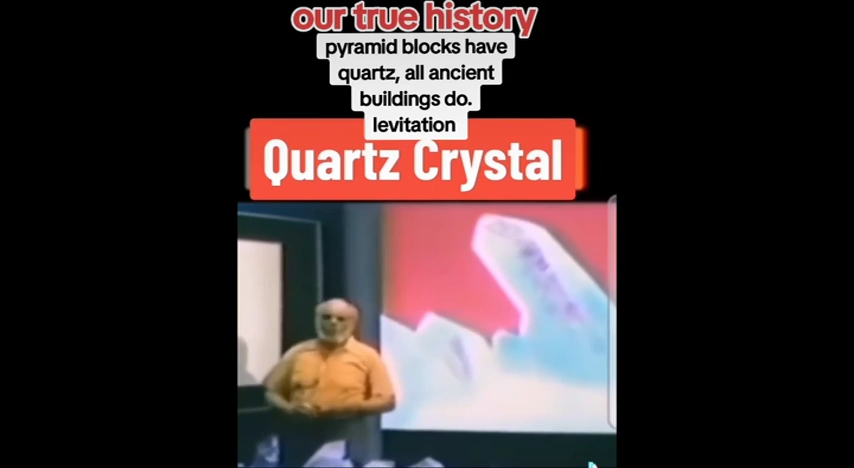 our true history
pyramid blocks have
quartz, all ancient
buildings do.
levitation
Quartz Crystal